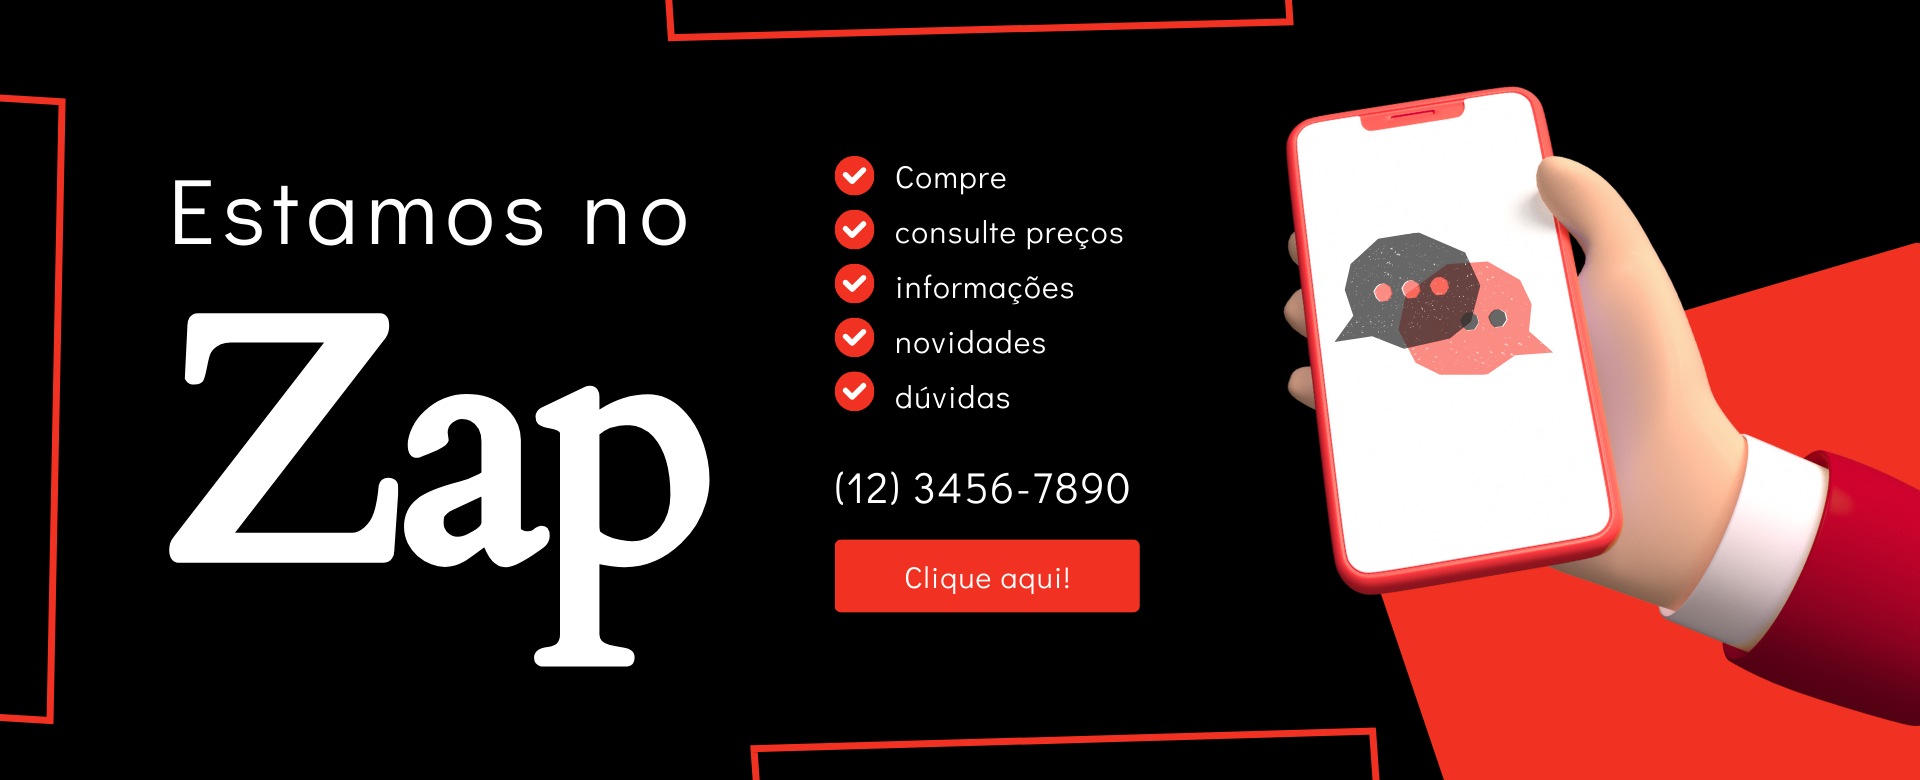 Estamos no
Zap
Compre
consulte preços
informações
novidades
dúvidas
(12) 3456-7890
Clique aqui!